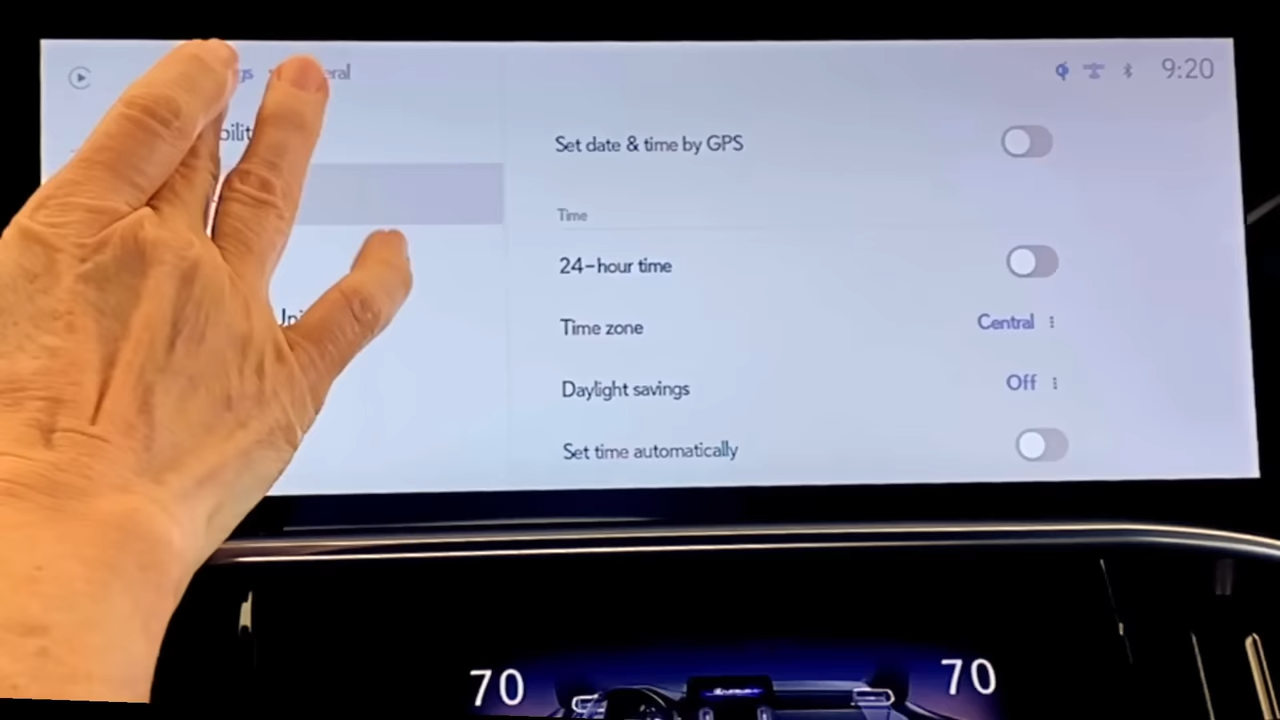 9:20
Set date & time by GPS
Time
24-hour time
Time zone Central
Daylight savings Off
Set time automatically
70 70